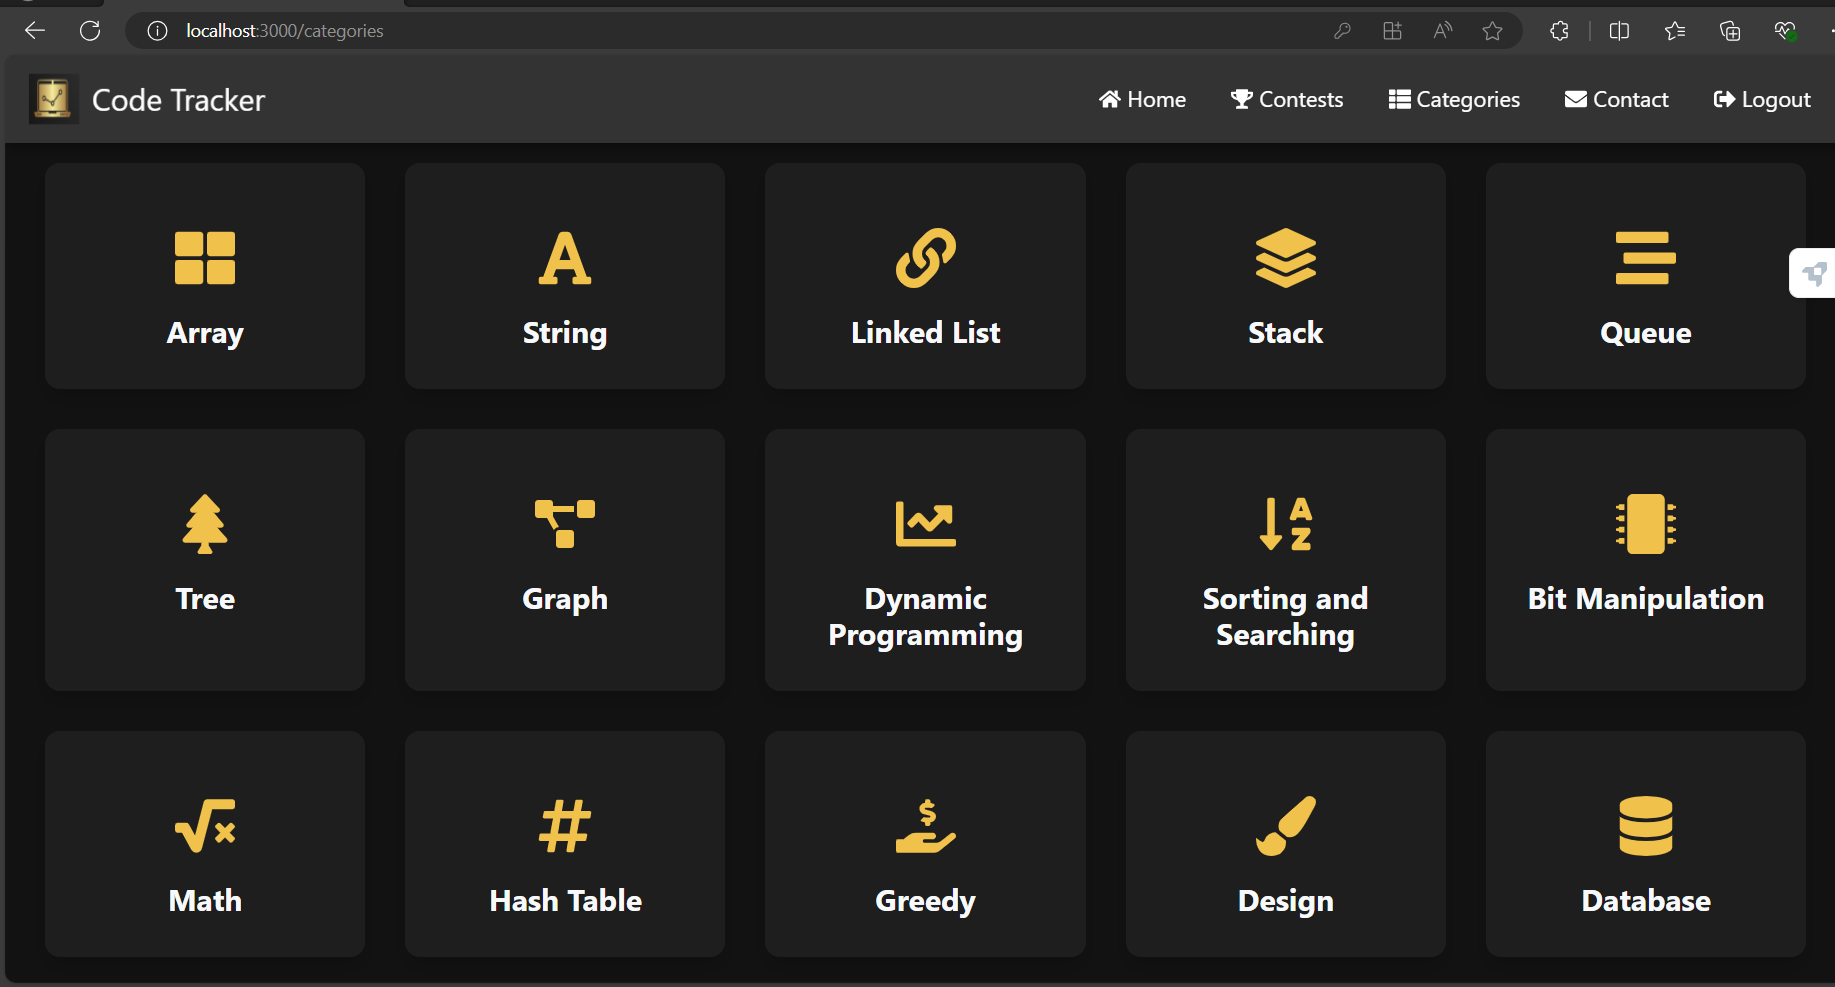 localhost:3000/categories
Code Tracker
Home
Contests
Categories
Contact
Logout
Array
String
Linked List
Stack
Queue
Tree
Graph
Dynamic
Programming
Sorting and
Searching
Bit Manipulation
Math
Hash Table
Greedy
Design
Database